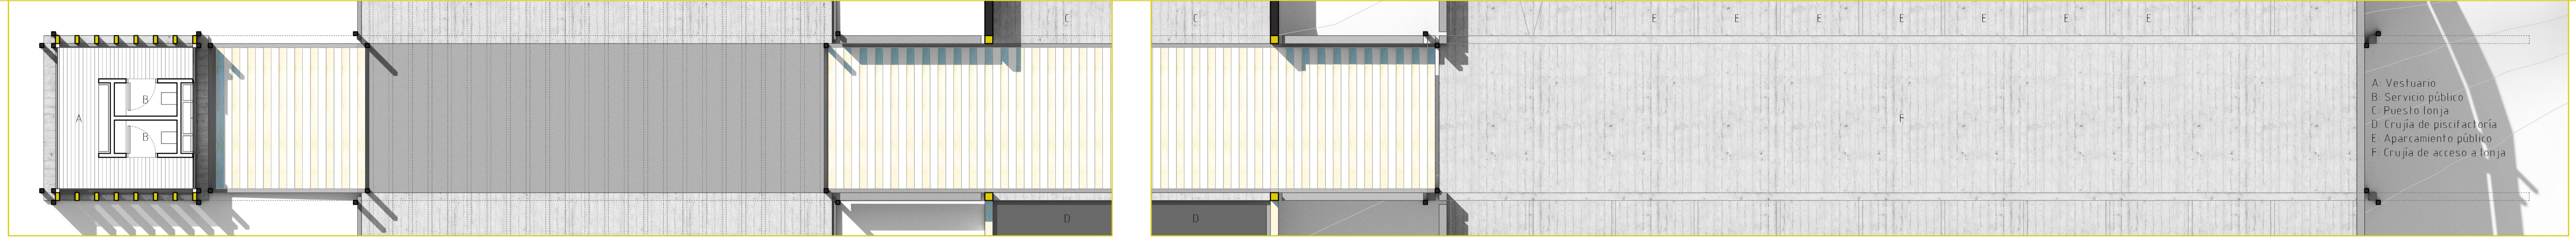 C
C
E E E E E E E
A
B
B
F
D
D
A: Vestuario
B: Servicio público
C: Puesto lonja
D: Crujía de piscifactoría
E: Aparcamiento público
F: Crujía de acceso a lonja